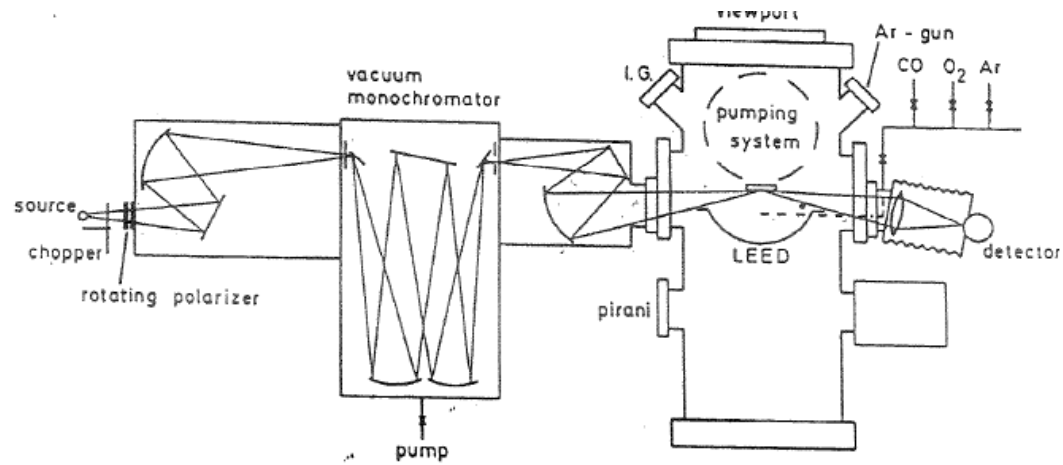 viewport
Ar - gun
I. G.
CO O₂ Ar
vacuum
monochromator
pumping
system
source
chopper
LEED
detector
rotating polarizer
pirani
pump